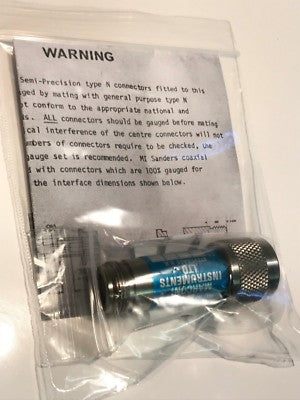 WARNING
Semi-Precision type N connectors fitted to this
ged by mating with general purpose type N
ot conform to the appropriate national and
s. ALL connectors should be gauged before mating
cal interference of the centre connectors will not
mbers of connectors require to be checked, the
gauge set is recommended. MI Sanders coaxial
d with connectors which are 100% gauged for
the interface dimensions shown below.
MARCONI
INSTRUMENTS
LTD